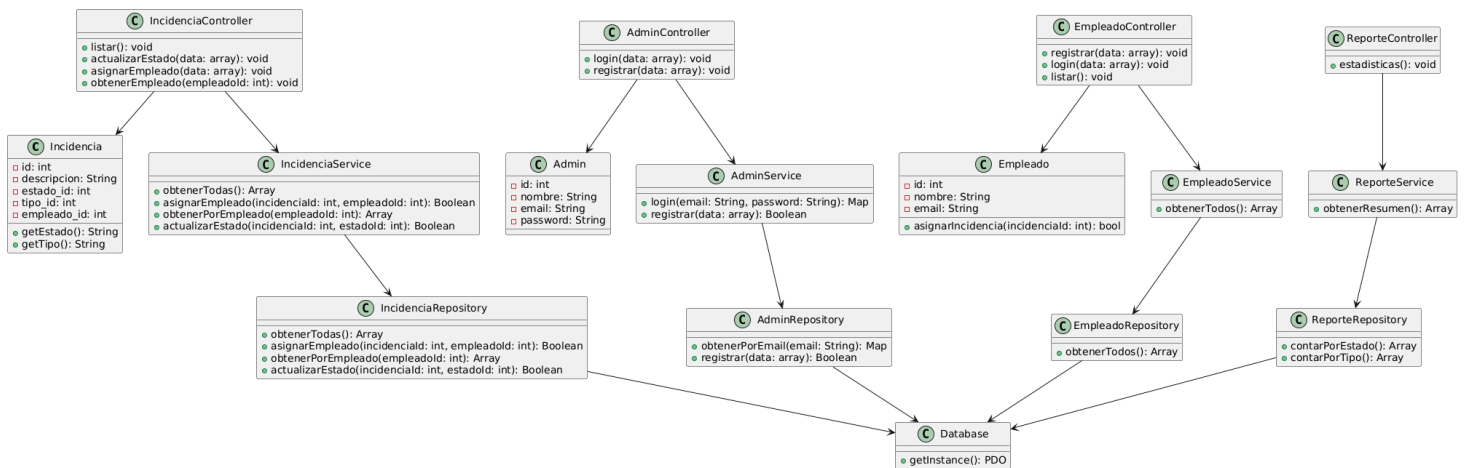 IncidenciaController
listar(): void
actualizarEstado(data: array): void
asignarEmpleado(data: array): void
obtenerEmpleado(empleadoId: int): void
AdminController
login(data: array): void
registrar(data: array): void
EmpleadoController
registrar(data: array): void
login(data: array): void
listar(): void
ReporteController
estadisticas(): void
Incidencia
id: int
descripcion: String
estado_id: int
tipo_id: int
empleado_id: int
getEstado(): String
getTipo(): String
IncidenciaService
obtenerTodas(): Array
asignarEmpleado(incidenciaId: int, empleadoId: int): Boolean
obtenerPorEmpleado(empleadoId: int): Array
actualizarEstado(incidenciaId: int, estadoId: int): Boolean
Admin
id: int
nombre: String
email: String
password: String
AdminService
login(email: String, password: String): Map
registrar(data: array): Boolean
Empleado
id: int
nombre: String
email: String
asignarIncidencia(incidenciaId: int): bool
EmpleadoService
obtenerTodos(): Array
ReporteService
obtenerResumen(): Array
IncidenciaRepository
obtenerTodas(): Array
asignarEmpleado(incidenciaId: int, empleadoId: int): Boolean
obtenerPorEmpleado(empleadoId: int): Array
actualizarEstado(incidenciaId: int, estadoId: int): Boolean
AdminRepository
obtenerPorEmail(email: String): Map
registrar(data: array): Boolean
EmpleadoRepository
obtenerTodos(): Array
ReporteRepository
contarPorEstado(): Array
contarPorTipo(): Array
Database
getInstance(): PDO